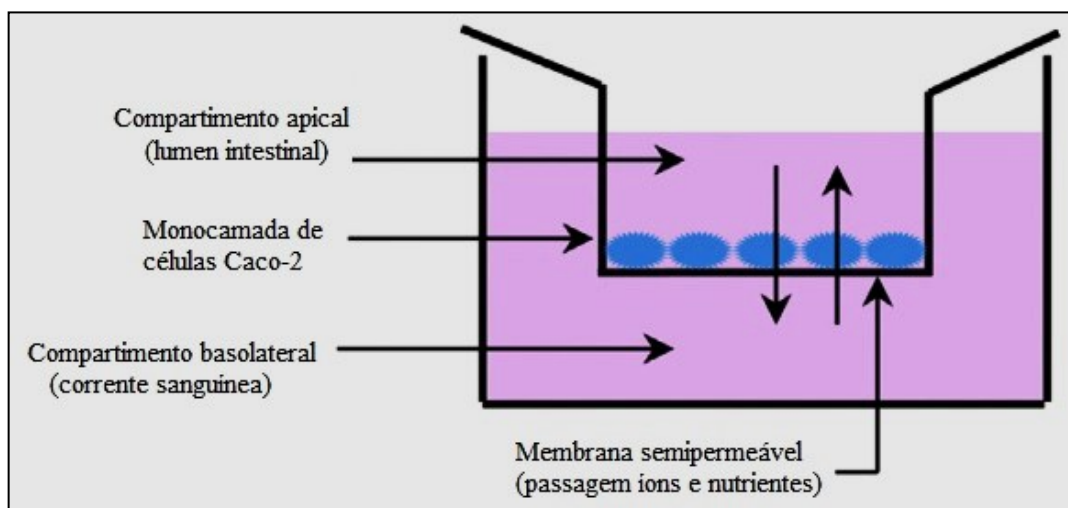 Compartimento apical
(lumen intestinal)
Monocamada de
células Caco-2
Compartimento basolateral
(corrente sanguinea)
Membrana semipermeável
(passagem íons e nutrientes)